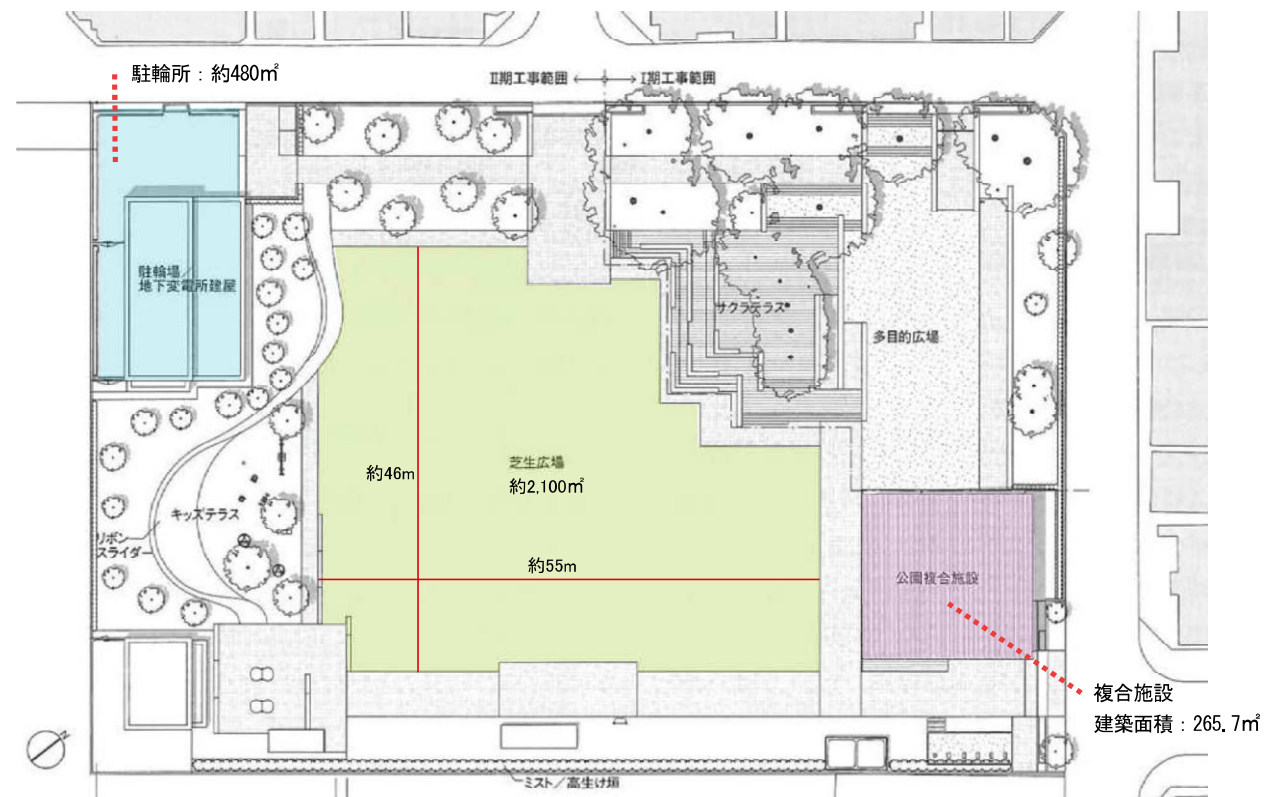 駐輪所：約480㎡
Ⅱ期工事範囲 ← → Ⅰ期工事範囲
駐輪場／
地下変電所建屋
サクラテラス
多目的広場
芝生広場
約2,100㎡
約46m
約55m
キッズテラス
リボン
スライダー
公園複合施設
複合施設
建築面積：265.7㎡
ミスト／高生け垣
N